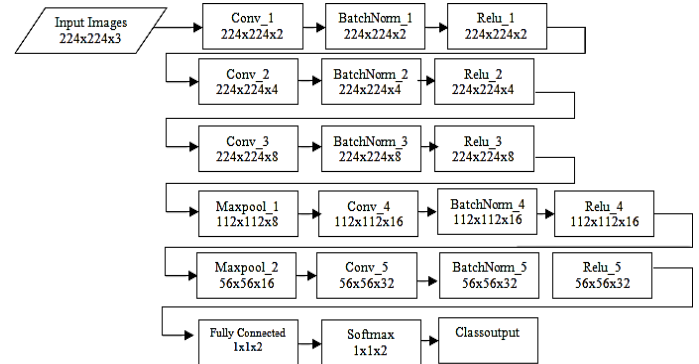 Input Images
224x224x3
Conv_1
224x224x2
BatchNorm_1
224x224x2
Relu_1
224x224x2
Conv_2
224x224x4
BatchNorm_2
224x224x4
Relu_2
224x224x4
Conv_3
224x224x8
BatchNorm_3
224x224x8
Relu_3
224x224x8
Maxpool_1
112x112x8
Conv_4
112x112x16
BatchNorm_4
112x112x16
Relu_4
112x112x16
Maxpool_2
56x56x16
Conv_5
56x56x32
BatchNorm_5
56x56x32
Relu_5
56x56x32
Fully Connected
1x1x2
Softmax
1x1x2
Classoutput